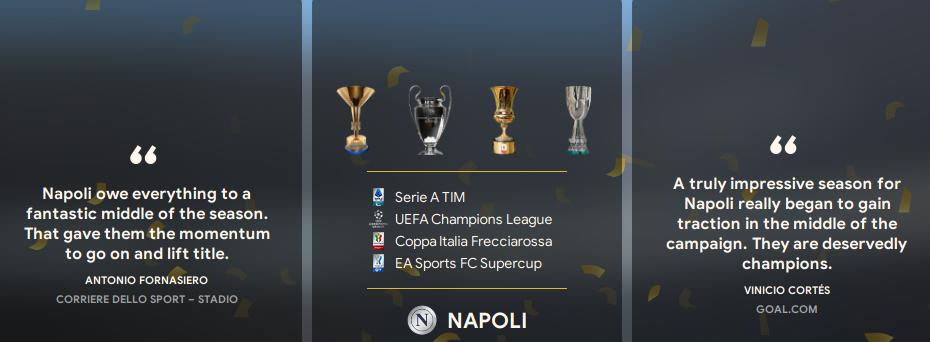 Napoli owe everything to a
fantastic middle of the season.
That gave them the momentum
to go on and lift title.
ANTONIO FORNASIERO
CORRIERE DELLO SPORT – STADIO
Serie A TIM
UEFA Champions League
Coppa Italia Frecciarossa
EA Sports FC Supercup
N NAPOLI
A truly impressive season for
Napoli really began to gain
traction in the middle of the
campaign. They are deservedly
champions.
VINICIO CORTÉS
GOAL.COM